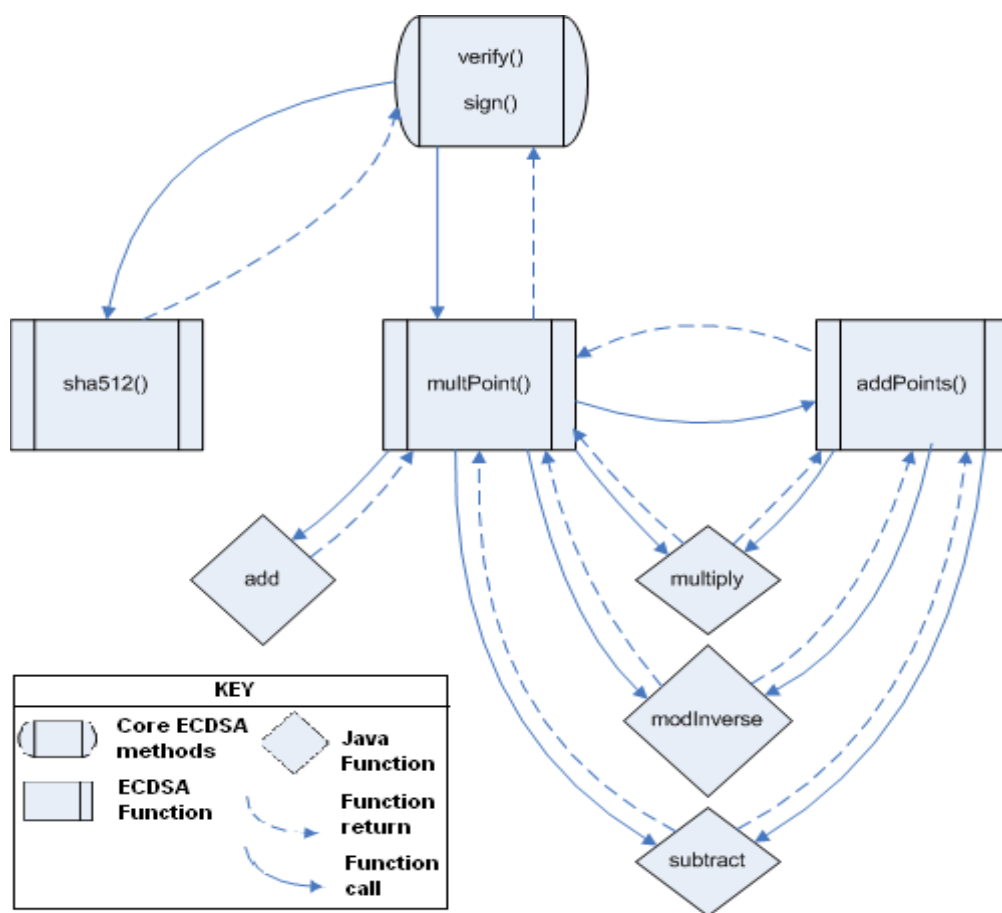 verify()
sign()
sha512()
multPoint()
addPoints()
add
multiply
modInverse
subtract
KEY
Core ECDSA
methods
Java
Function
ECDSA
Function
Function
return
Function
call